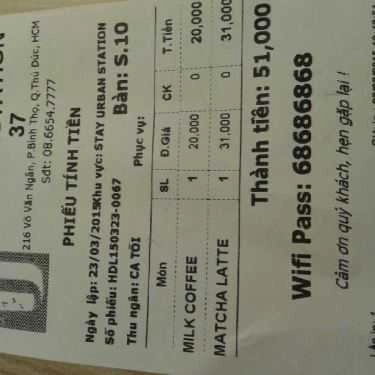 37
216 Võ Văn Ngân, P.Bình Thọ, Q.Thủ Đức, HCM
Sdt: 08.6654.7777
PHIẾU TÍNH TIỀN
Ngày lập: 23/03/2015 Khu vực: STAY URBAN STATION
Số phiếu: HDL150323-0067 Bàn: S.10
Thu ngân: CA TỐI Phục vụ:
Món SL Đ.Giá CK T.Tiền
MILK COFFEE 1 20,000 0 20,000
MATCHA LATTE 1 31,000 0 31,000
Thành tiền: 51,000
Wifi Pass: 68686868
Cảm ơn quý khách, hẹn gặp lại !